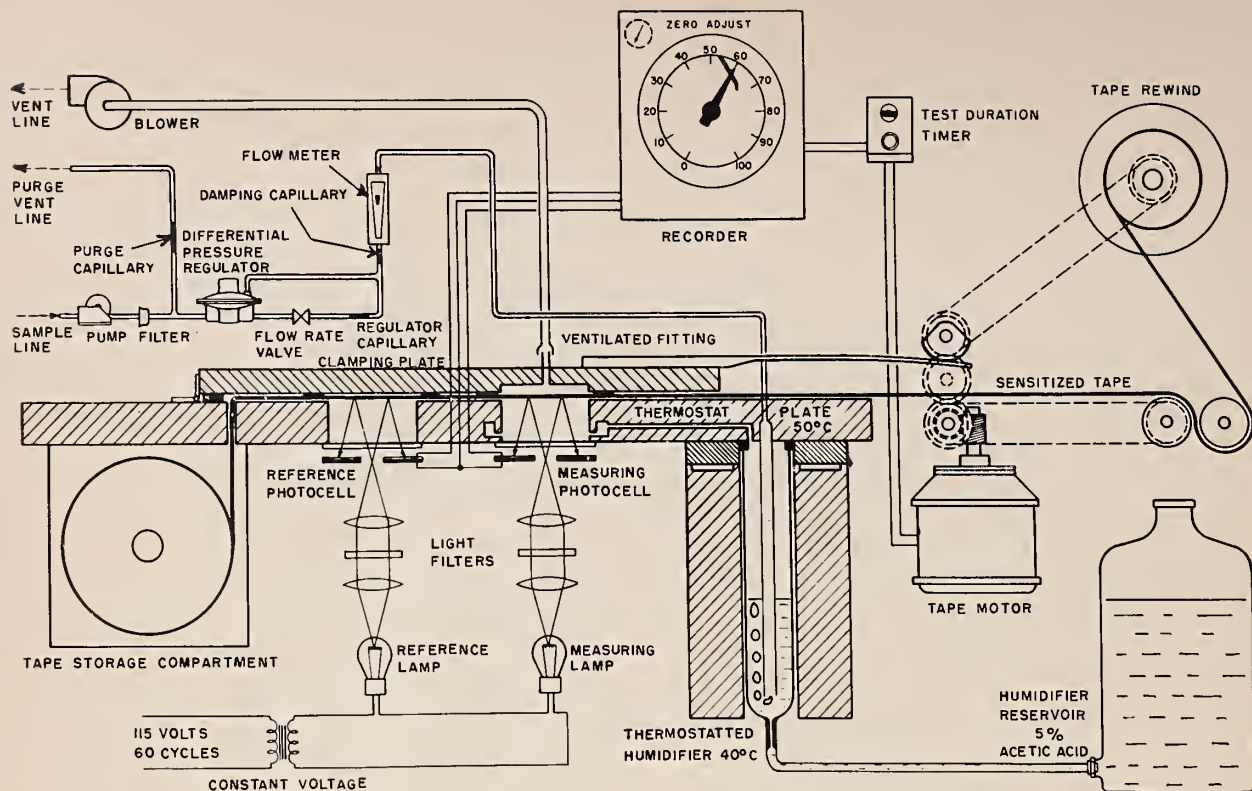 ZERO ADJUST
0
10
20
30
40
50
60
70
80
90
100
RECORDER
VENT
LINE
BLOWER
TEST DURATION
TIMER
TAPE REWIND
FLOW METER
DAMPING CAPILLARY
PURGE
VENT
LINE
PURGE
CAPILLARY
DIFFERENTIAL
PRESSURE
REGULATOR
SAMPLE
LINE
PUMP
FILTER
FLOW RATE
VALVE
REGULATOR
CAPILLARY
CLAMPING PLATE
VENTILATED FITTING
SENSITIZED TAPE
THERMOSTAT PLATE
50°C
REFERENCE
PHOTOCELL
MEASURING
PHOTOCELL
LIGHT
FILTERS
TAPE MOTOR
TAPE STORAGE COMPARTMENT
REFERENCE
LAMP
MEASURING
LAMP
115 VOLTS
60 CYCLES
CONSTANT VOLTAGE
THERMOSTATTED
HUMIDIFIER 40°C
HUMIDIFIER
RESERVOIR
5%
ACETIC ACID